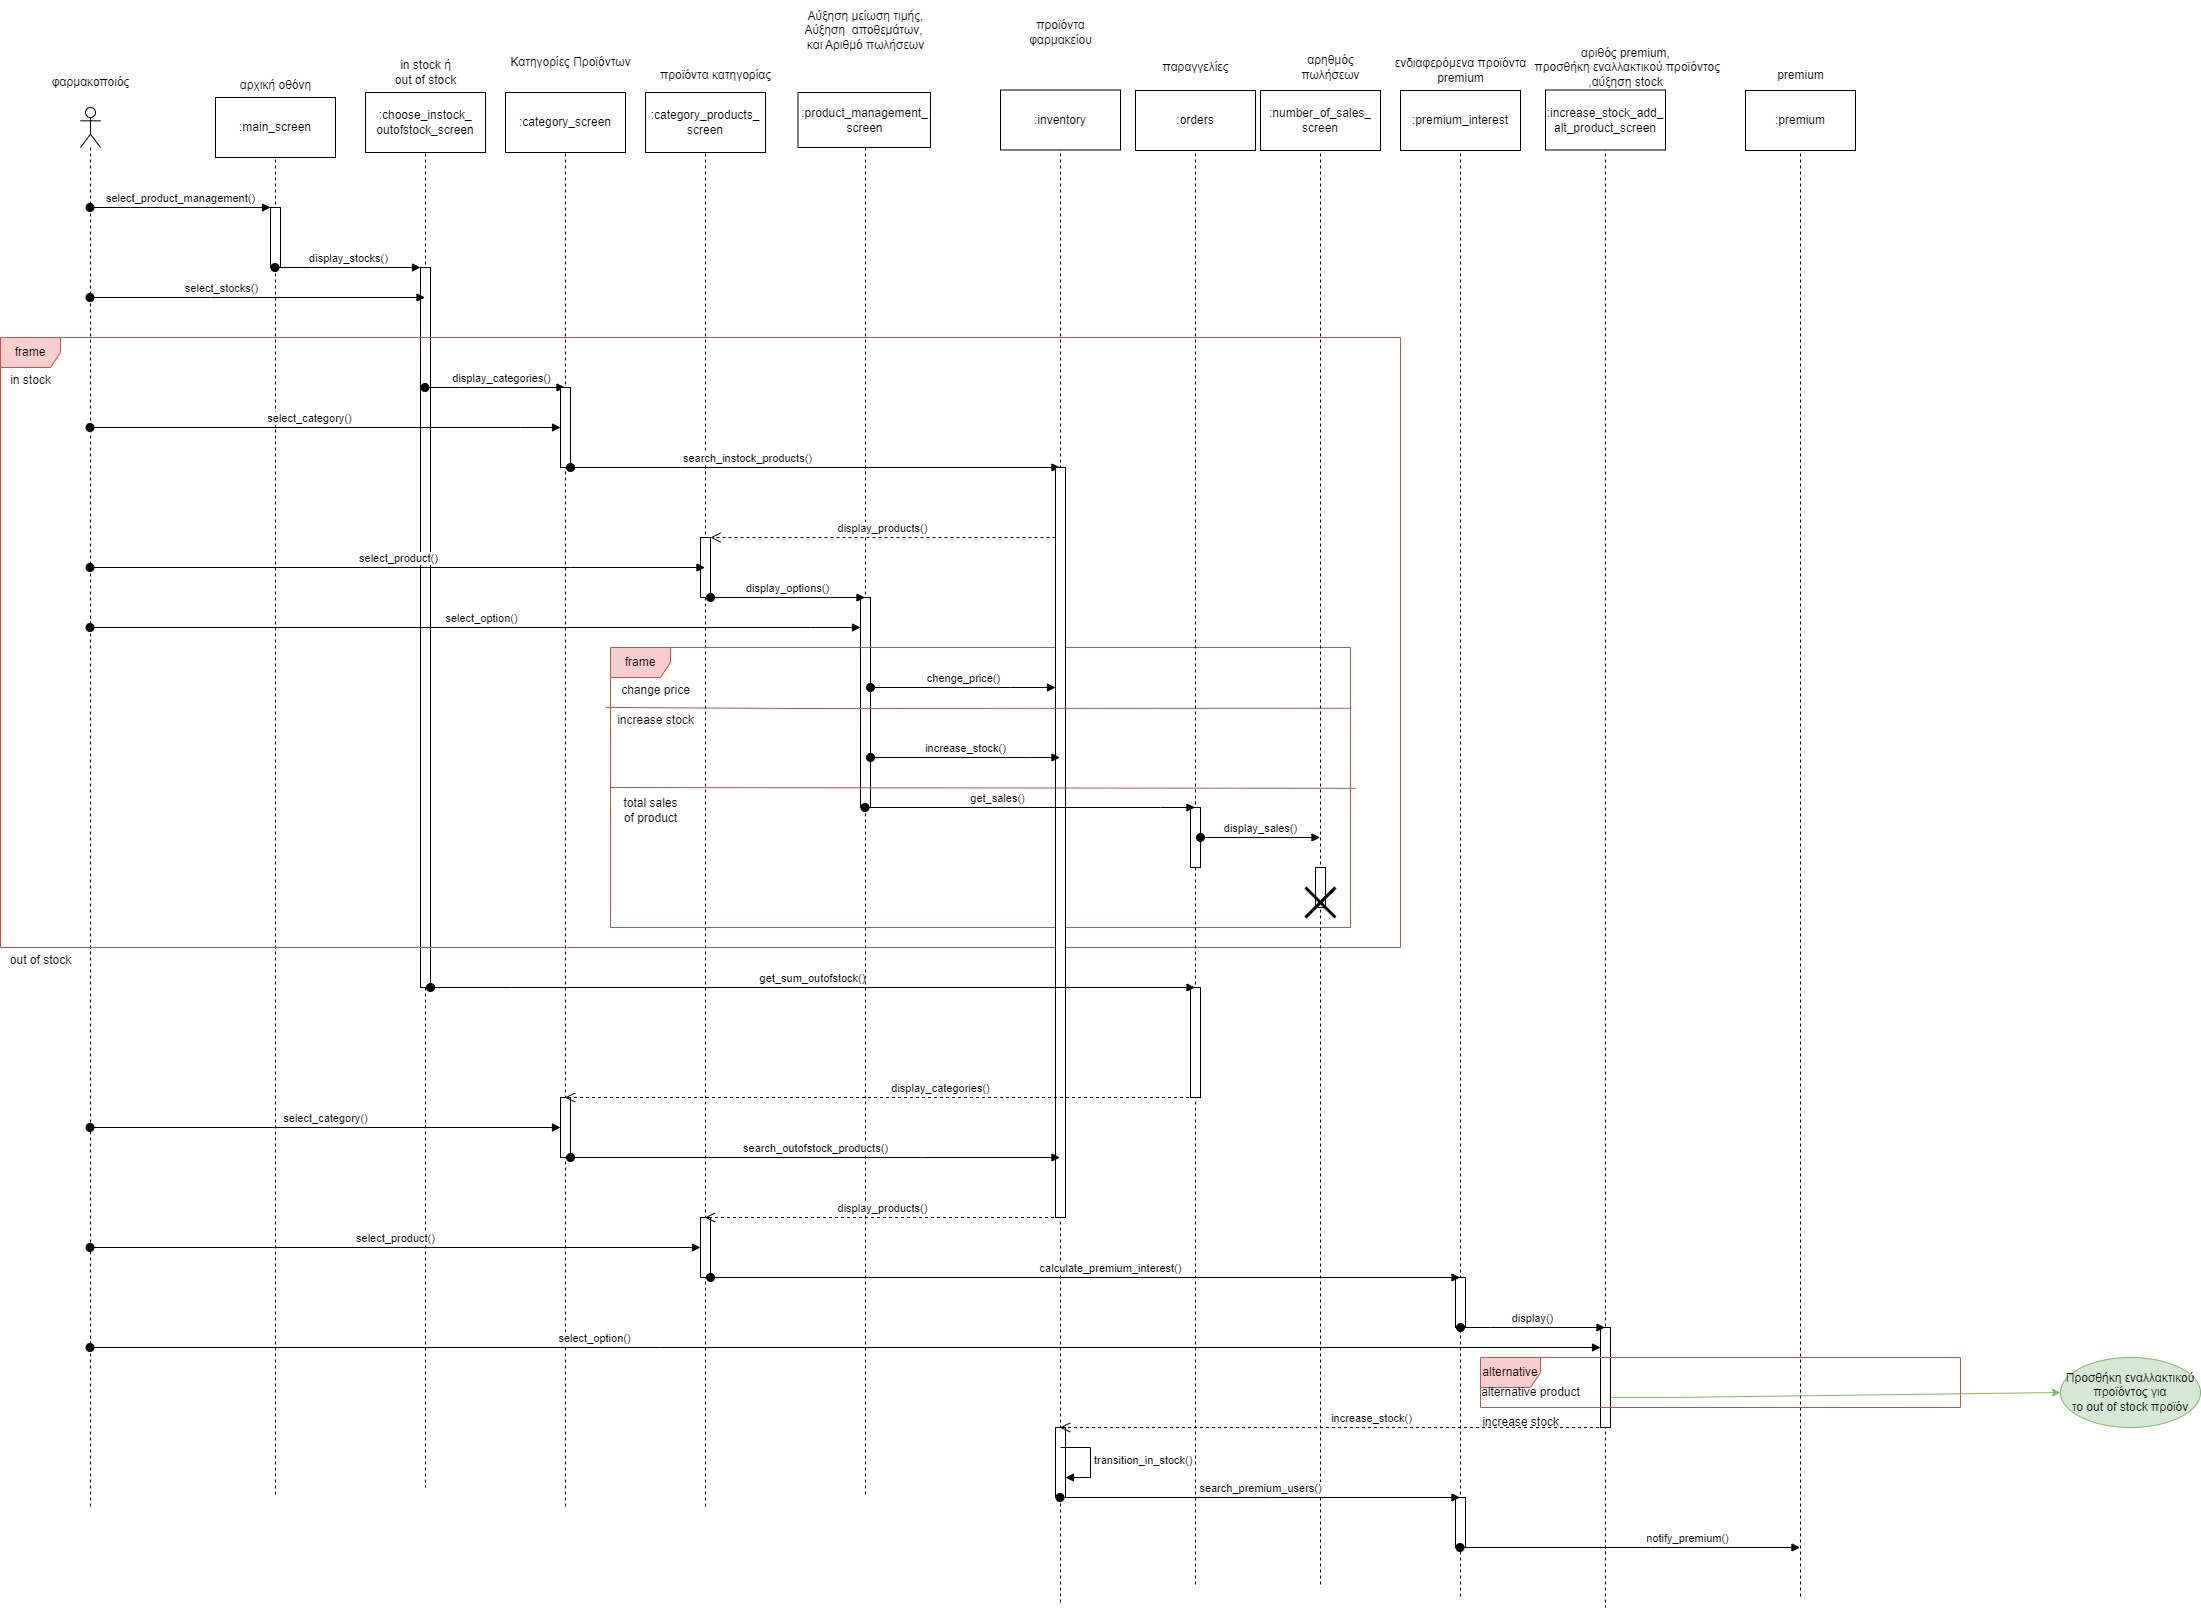 φαρμακοποιός
αρχική οθόνη
in stock ή
out of stock
Κατηγορίες Προϊόντων
προϊόντα κατηγορίας
Αύξηση μείωση τιμής,
Αύξηση αποθεμάτων,
και Αριθμό πωλήσεων
προϊόντα
φαρμακείου
παραγγελίες
αρηθμός
πωλήσεων
ενδιαφερόμενα προϊόντα
premium
αριθός premium,
προσθήκη εναλλακτικού προϊόντος
,αύξηση stock
premium
:main_screen
:choose_instock_
outofstock_screen
:category_screen
:category_products_
screen
:product_management_
screen
:inventory
:orders
:number_of_sales_
screen
:premium_interest
:increase_stock_add_
alt_product_screen
:premium
select_product_management()
display_stocks()
select_stocks()
frame
in stock
display_categories()
select_category()
search_instock_products()
display_products()
select_product()
display_options()
select_option()
frame
chenge_price()
change price
increase stock
increase_stock()
total sales
of product
get_sales()
display_sales()
out of stock
get_sum_outofstock()
display_categories()
select_category()
search_outofstock_products()
display_products()
select_product()
calculate_premium_interest()
display()
select_option()
alternative
alternative product
Προσθήκη εναλλακτικού
προϊόντος για
το out of stock προϊόν
increase_stock()
increase stock
transition_in_stock()
search_premium_users()
notify_premium()